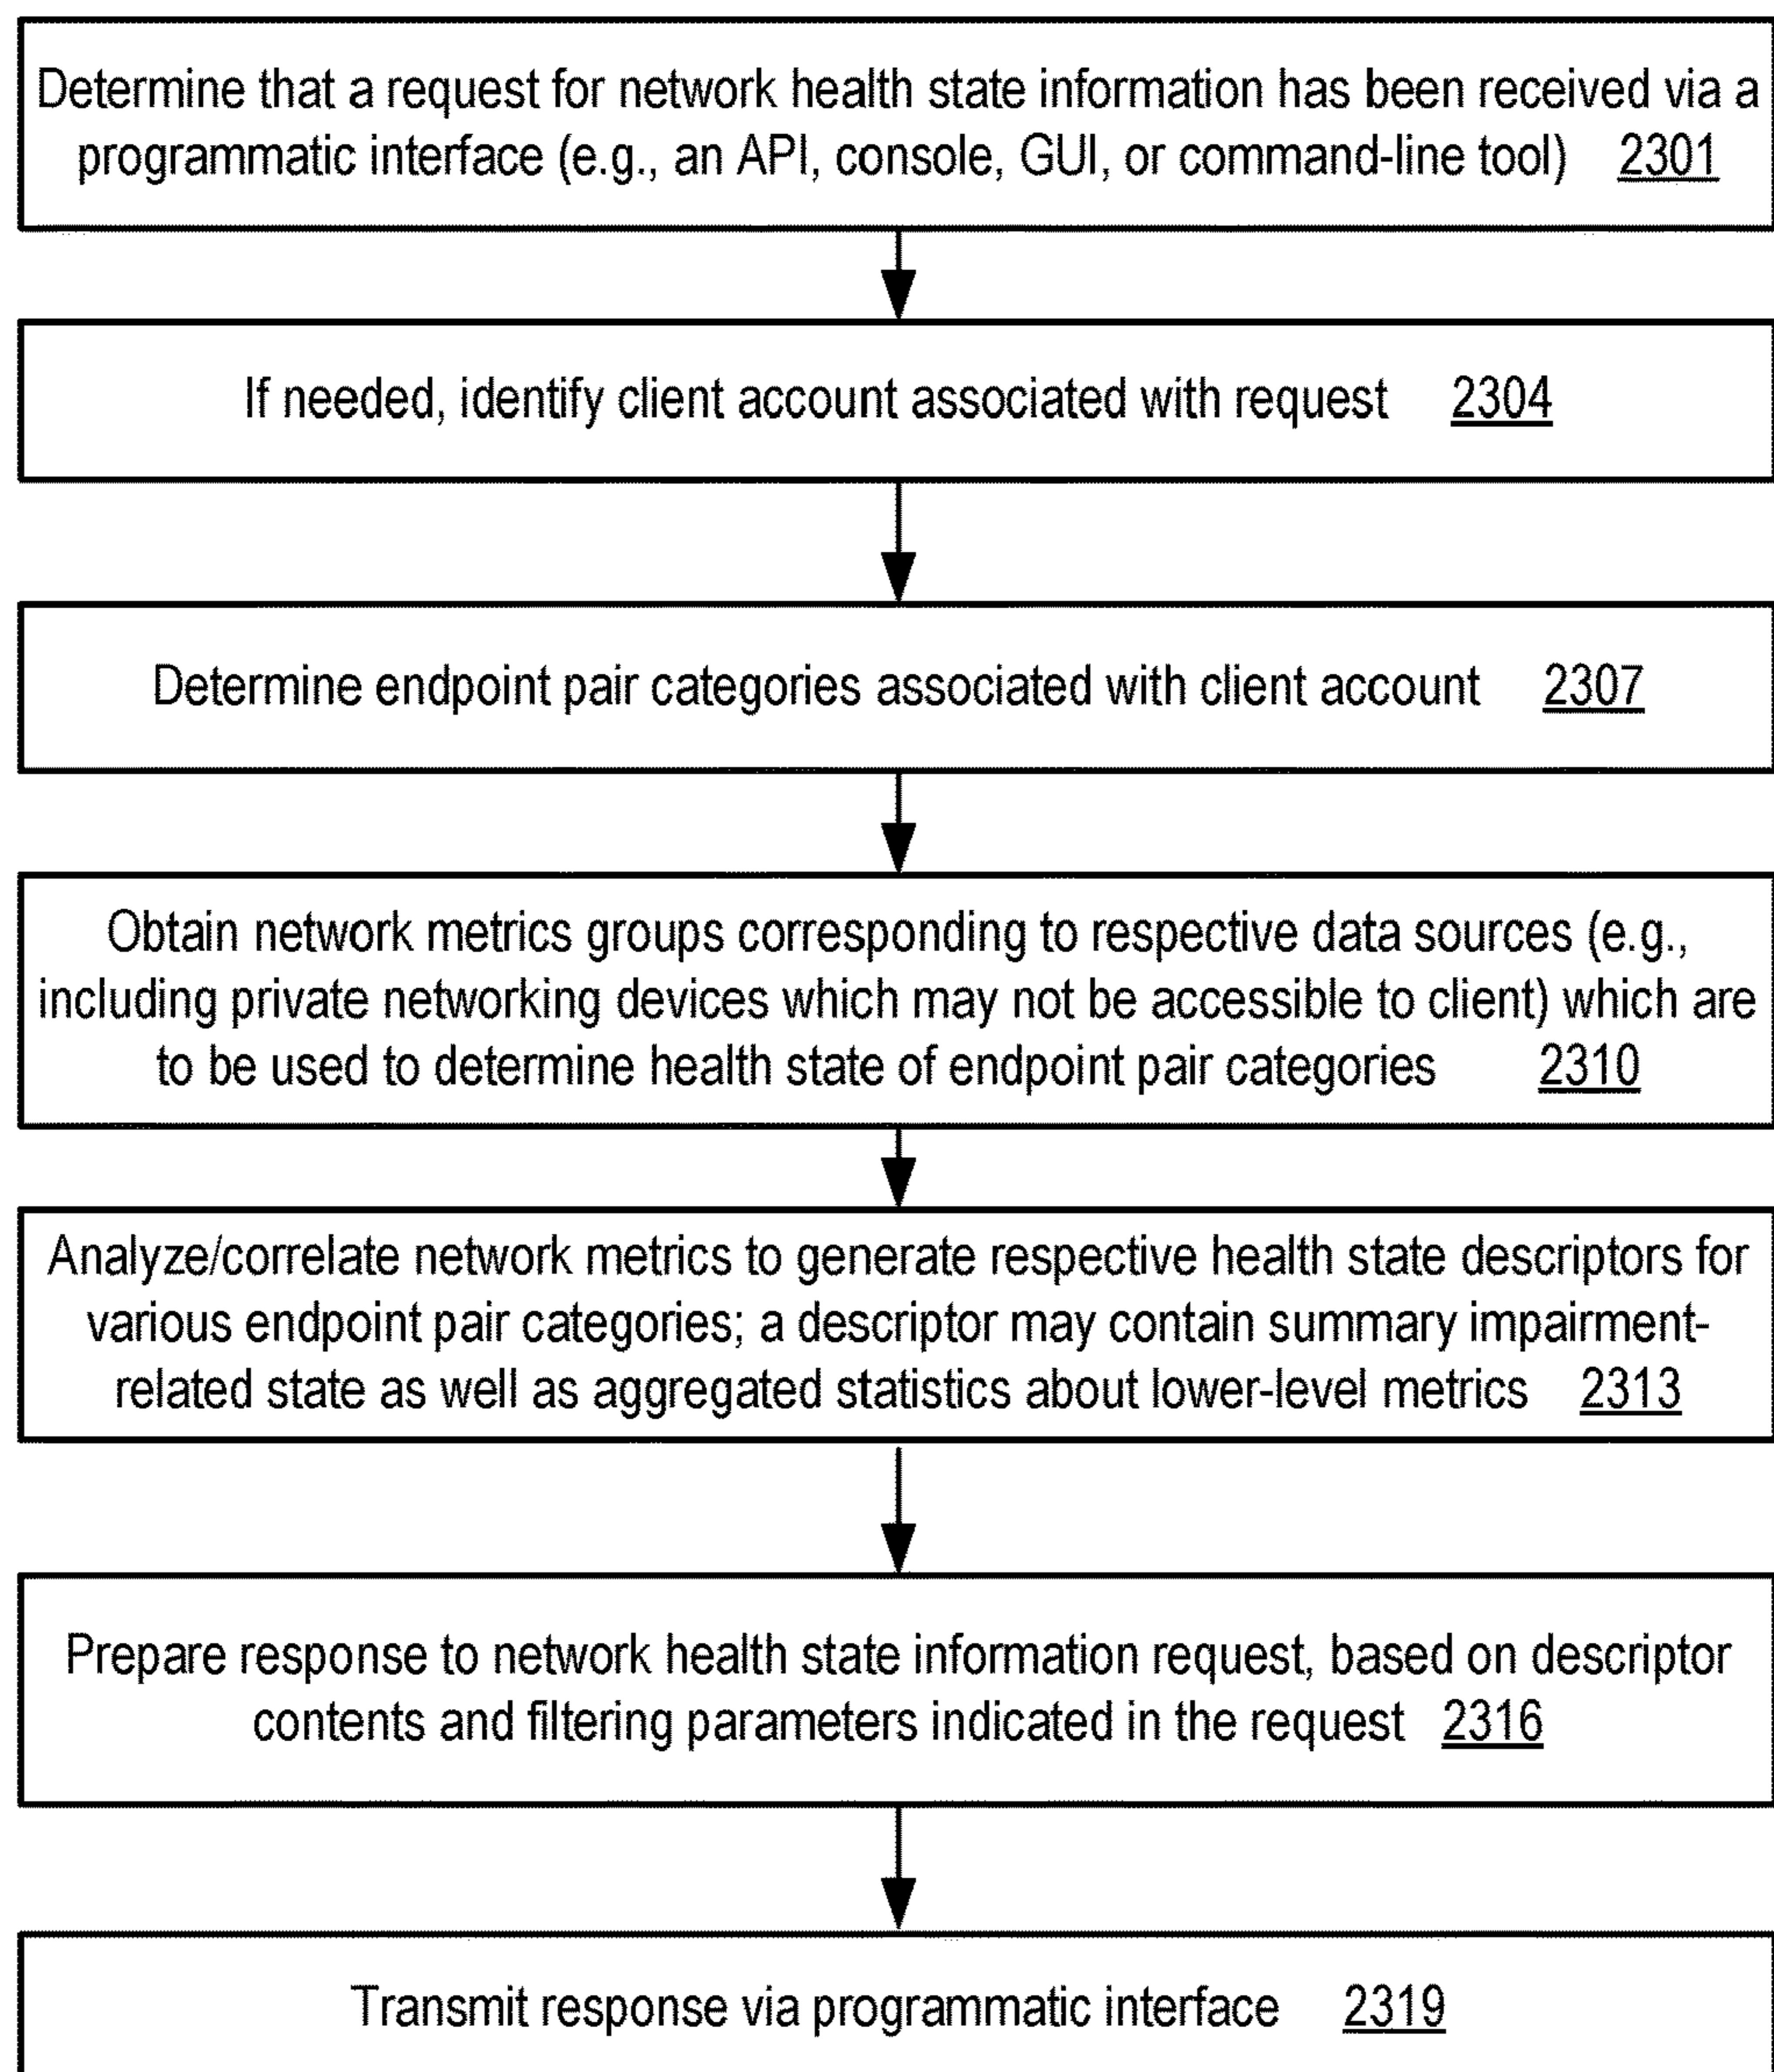 Determine that a request for network health state information has been received via a
programmatic interface (e.g., an API, console, GUI, or command-line tool) 2301
If needed, identify client account associated with request 2304
Determine endpoint pair categories associated with client account 2307
Obtain network metrics groups corresponding to respective data sources (e.g.,
including private networking devices which may not be accessible to client) which are
to be used to determine health state of endpoint pair categories 2310
Analyze/correlate network metrics to generate respective health state descriptors for
various endpoint pair categories; a descriptor may contain summary impairment-
related state as well as aggregated statistics about lower-level metrics 2313
Prepare response to network health state information request, based on descriptor
contents and filtering parameters indicated in the request 2316
Transmit response via programmatic interface 2319